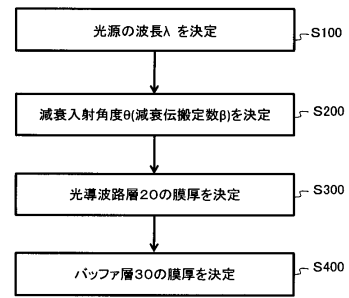 光源の波長λ を決定
S100
減衰入射角度θ(減衰伝搬定数β)を決定
S200
光導波路層20の膜厚を決定
S300
バッファ層30の膜厚を決定
S400